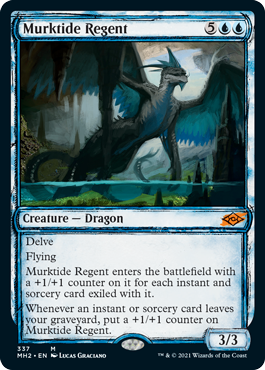 Murktide Regent 5
Creature — Dragon
Delve
Flying
Murktide Regent enters the battlefield with
a +1/+1 counter on it for each instant and
sorcery card exiled with it.
Whenever an instant or sorcery card leaves
your graveyard, put a +1/+1 counter on
Murktide Regent.
3/3
337 M
MH2 • EN Lucas Graciano
™ & © 2021 Wizards of the Coast